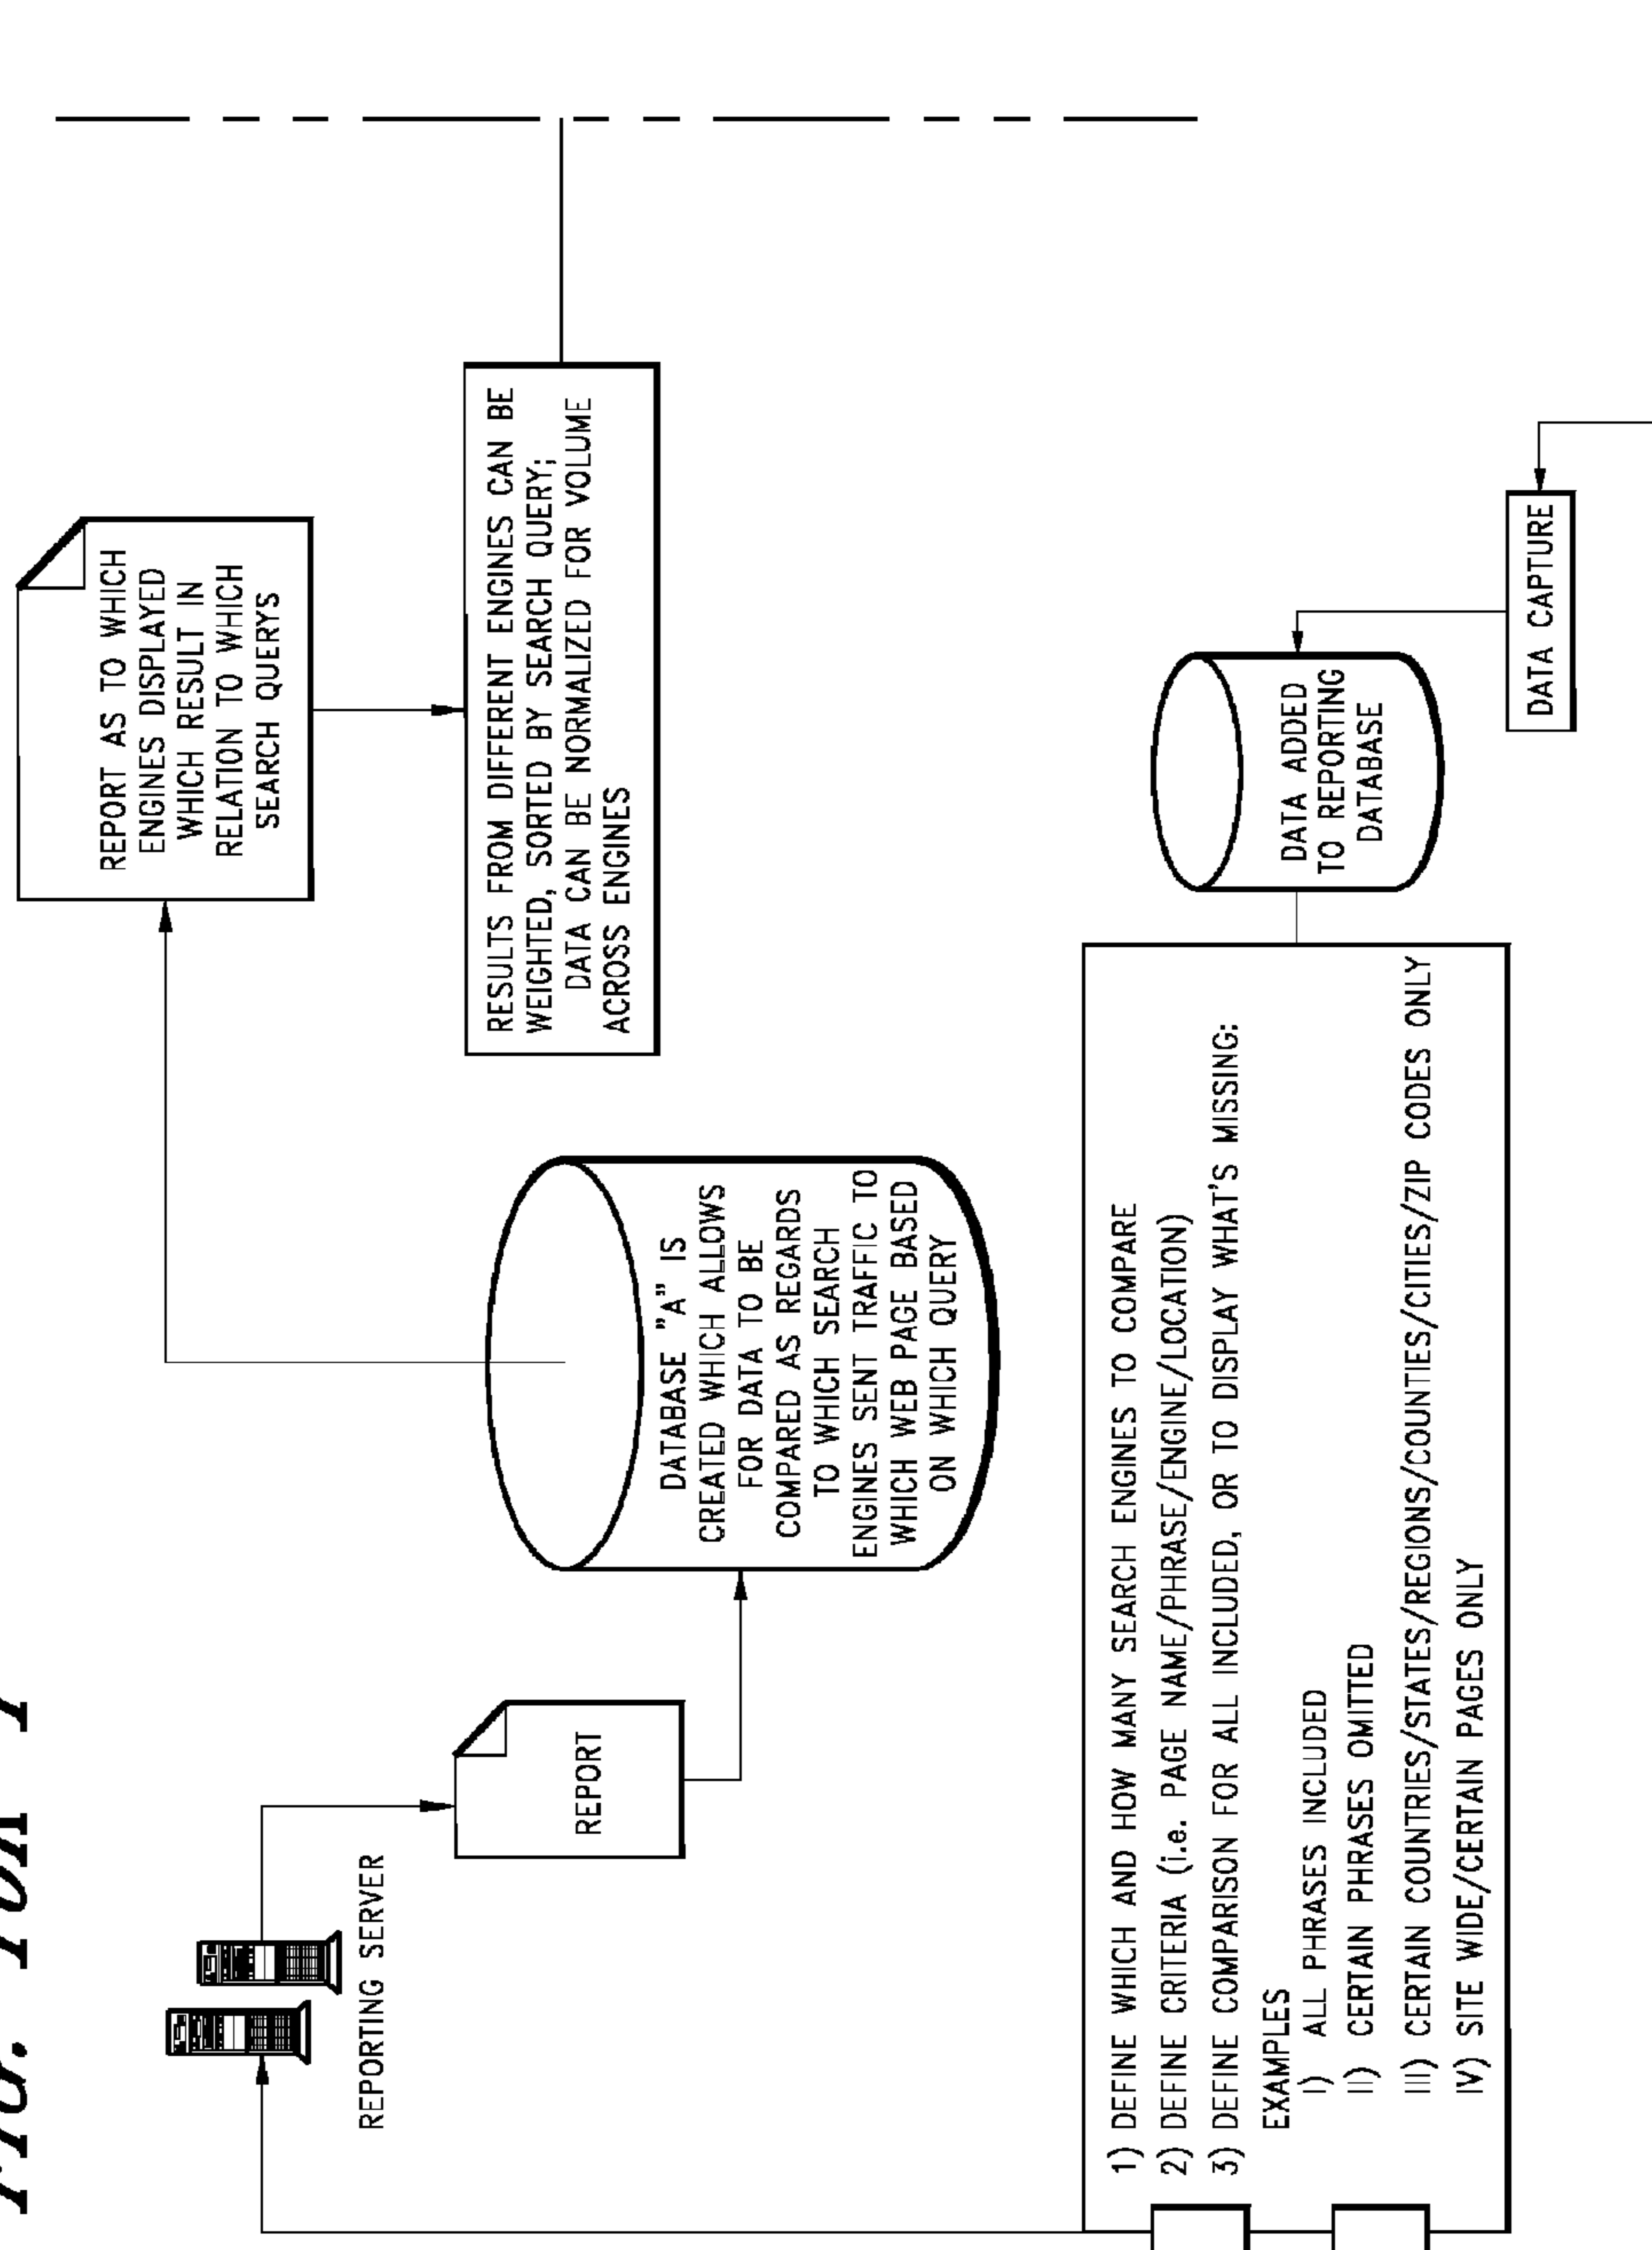 REPORTING SERVER
REPORT
DATABASE "A" IS
CREATED WHICH ALLOWS
FOR DATA TO BE
COMPARED AS REGARDS
TO WHICH SEARCH
ENGINES SENT TRAFFIC TO
WHICH WEB PAGE BASED
ON WHICH QUERY
REPORT AS TO WHICH
ENGINES DISPLAYED
WHICH RESULT IN
RELATION TO WHICH
SEARCH QUERYS
RESULTS FROM DIFFERENT ENGINES CAN BE
WEIGHTED, SORTED BY SEARCH QUERY;
DATA CAN BE NORMALIZED FOR VOLUME
ACROSS ENGINES
1) DEFINE WHICH AND HOW MANY SEARCH ENGINES TO COMPARE
2) DEFINE CRITERIA (i.e. PAGE NAME/PHRASE/ENGINE/LOCATION)
3) DEFINE COMPARISON FOR ALL INCLUDED, OR TO DISPLAY WHAT'S MISSING:
EXAMPLES
I) ALL PHRASES INCLUDED
II) CERTAIN PHRASES OMITTED
III) CERTAIN COUNTRIES/STATES/REGIONS/COUNTIES/CITIES/ZIP CODES ONLY
IV) SITE WIDE/CERTAIN PAGES ONLY
DATA ADDED
TO REPORTING
DATABASE
DATA CAPTURE